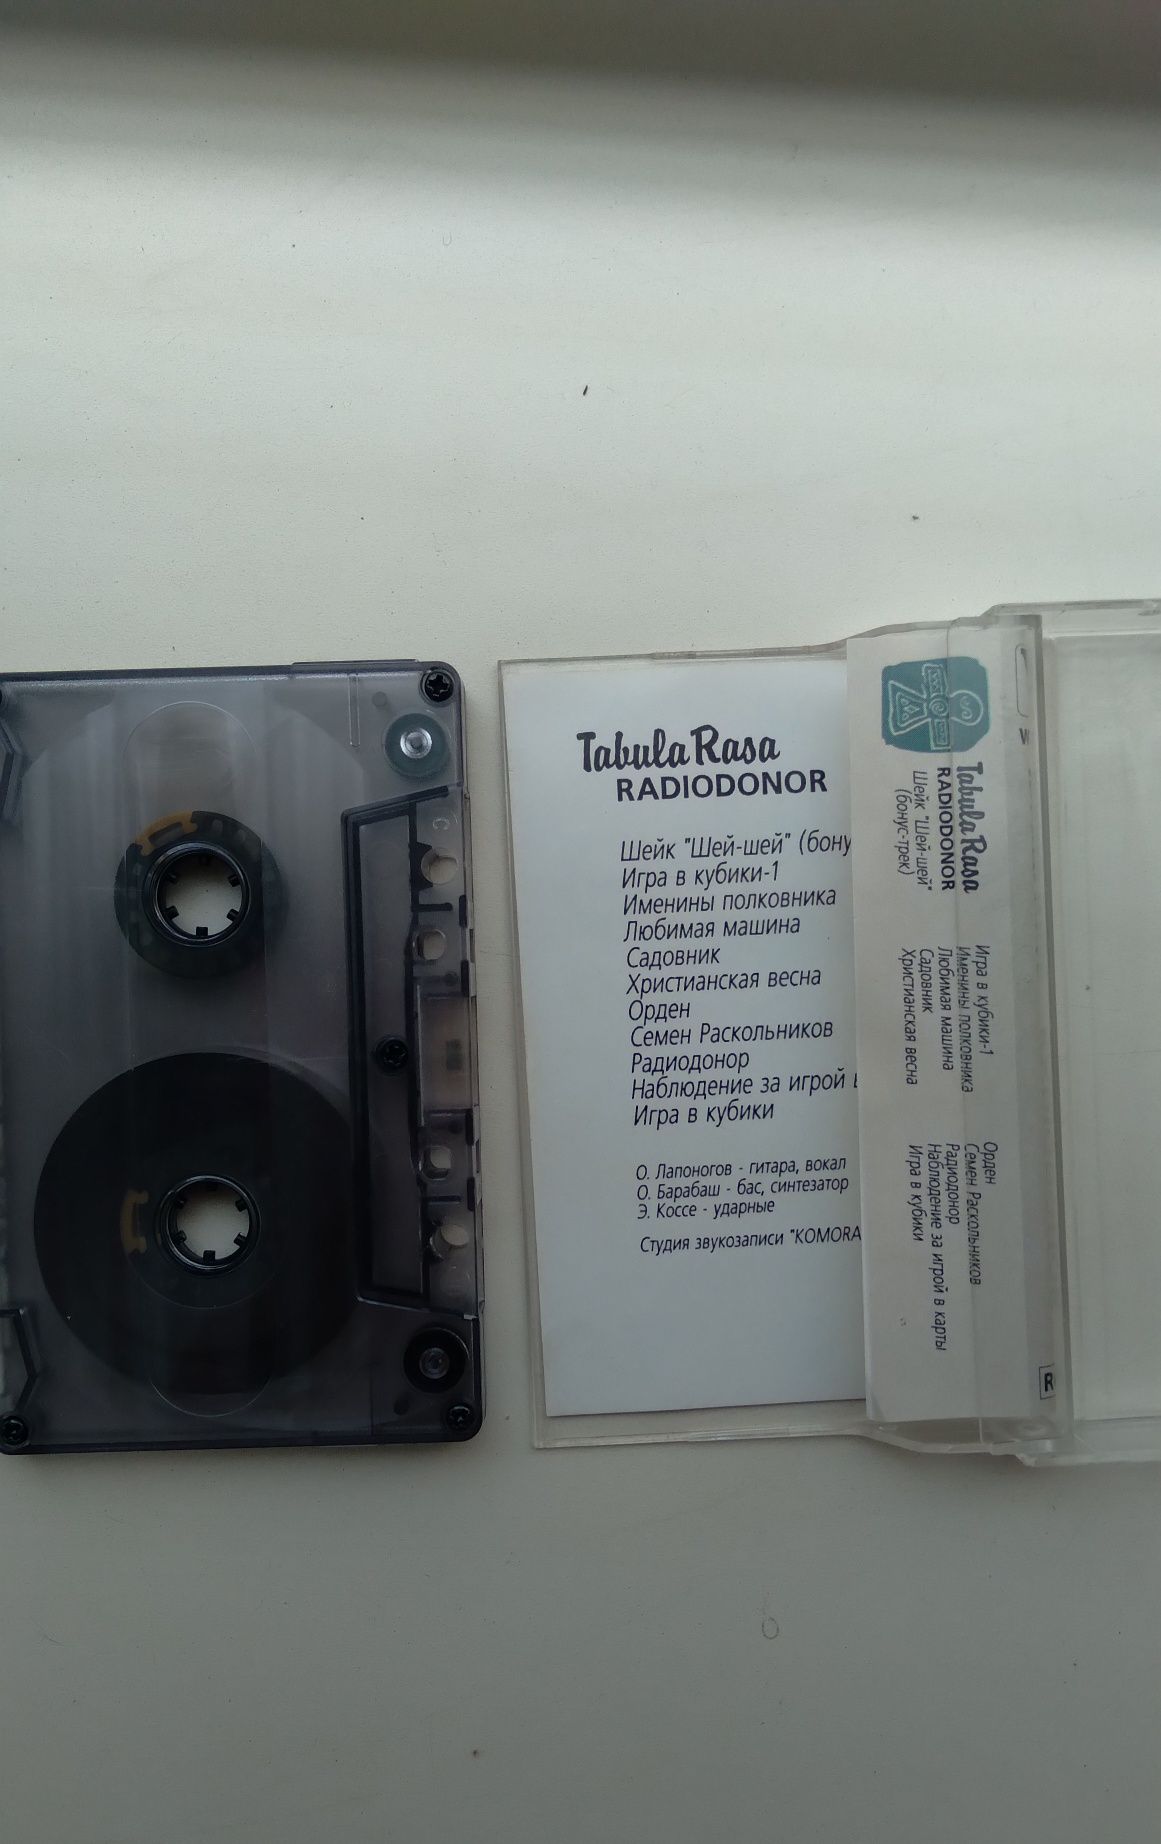 Tabula Rasa
RADIODONOR
Шейк "Шей-шей" (бону
Игра в кубики-1
Именины полковника
Любимая машина
Садовник
Христианская весна
Орден
Семен Раскольников
Радиодонор
Наблюдение за игрой в
Игра в кубики
О. Лапоногов - гитара, вокал
О. Барабаш - бас, синтезатор
Э. Коссе - ударные
Студия звукозаписи "KOMORA
Tabula Rasa
RADIODONOR
Шейк "Шей-шей"
(бонус-трек)
Игра в кубики-1
Именины полковника
Любимая машина
Садовник
Христианская весна
Орден
Семен Раскольников
Радиодонор
Наблюдение за игрой в карты
Игра в кубики
R
C